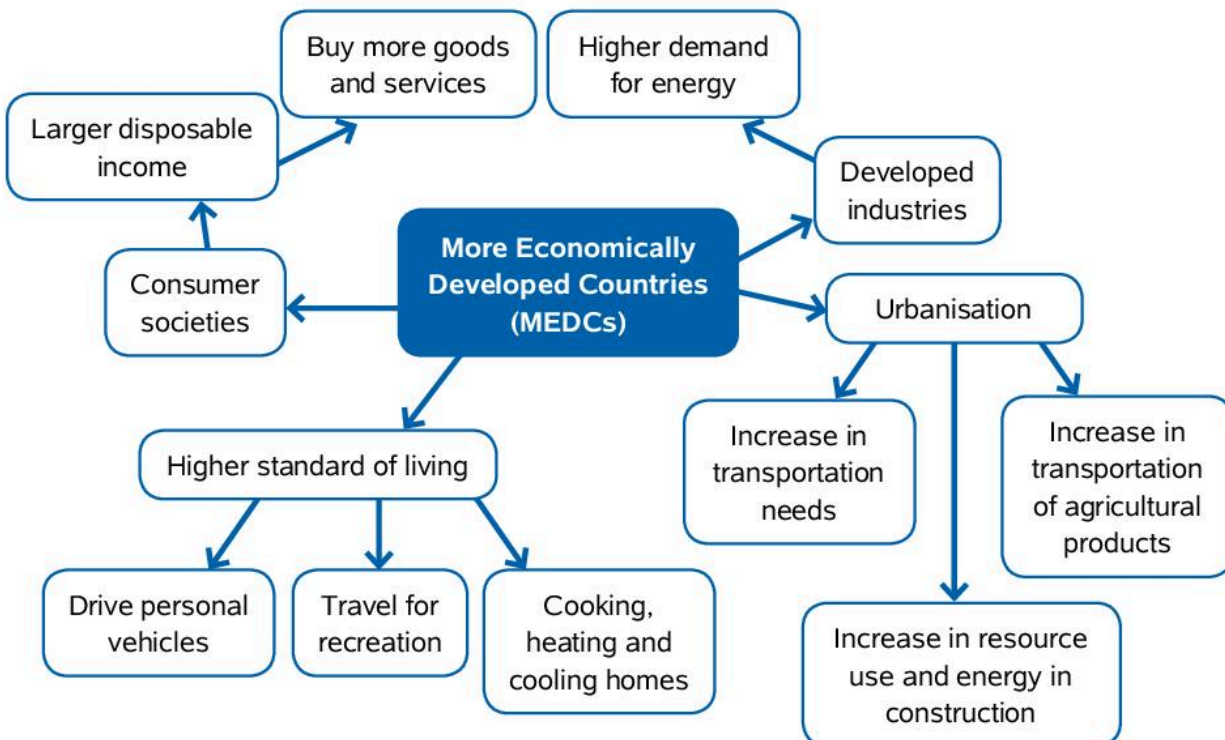 Buy more goods
and services
Higher demand
for energy
Larger disposable
income
Developed
industries
More Economically
Developed Countries
(MEDCs)
Consumer
societies
Urbanisation
Higher standard of living
Increase in
transportation
needs
Increase in
transportation
of agricultural
products
Drive personal
vehicles
Travel for
recreation
Cooking,
heating and
cooling homes
Increase in resource
use and energy in
construction